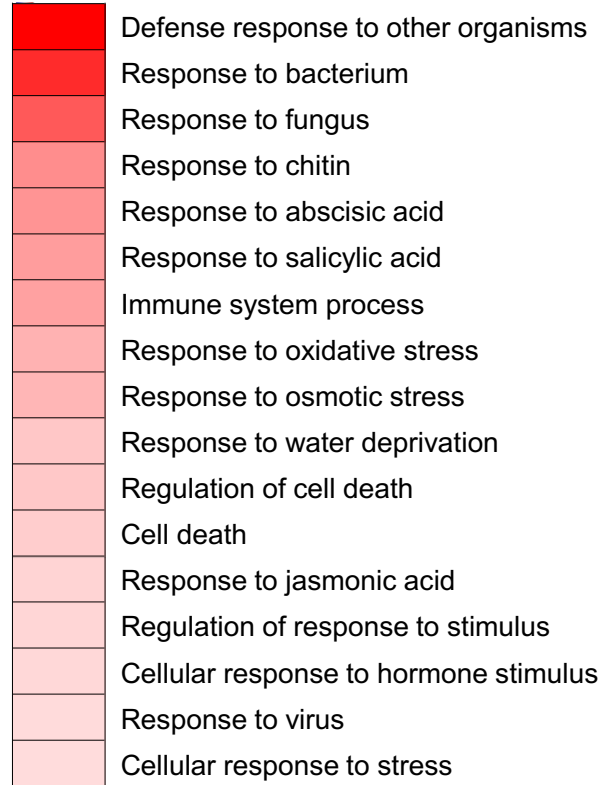 Defense response to other organisms
Response to bacterium
Response to fungus
Response to chitin
Response to abscisic acid
Response to salicylic acid
Immune system process
Response to oxidative stress
Response to osmotic stress
Response to water deprivation
Regulation of cell death
Cell death
Response to jasmonic acid
Regulation of response to stimulus
Cellular response to hormone stimulus
Response to virus
Cellular response to stress